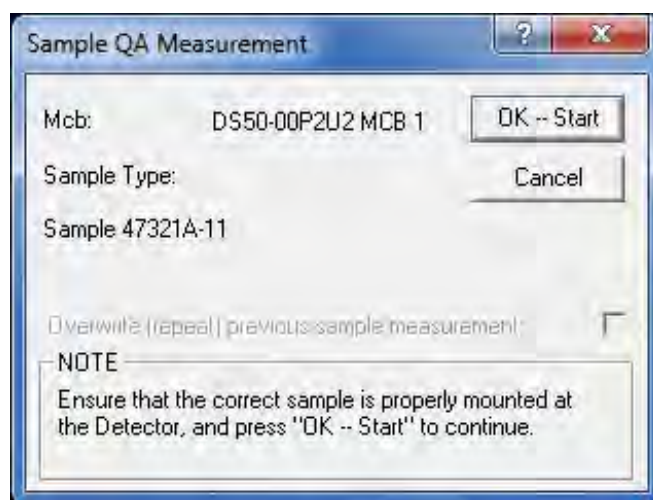 Sample QA Measurement
Mcb: DS50-00P2U2 MCB 1 OK -- Start
Sample Type: Cancel
Sample 47321A-11
Overwrite (repeat) previous sample measurement:
NOTE
Ensure that the correct sample is properly mounted at
the Detector, and press "OK -- Start" to continue.